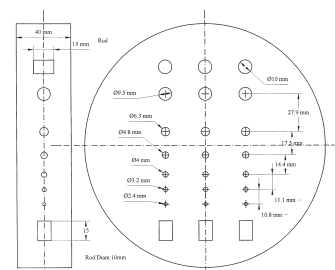 40 mm
15 mm
Rod
Ø10 mm
Ø9.5 mm
27.9 mm
Ø6.3 mm
17.5 mm
Ø4.8 mm
14.4 mm
Ø4 mm
Ø3.2 mm
11.1 mm
Ø2.4 mm
10.8 mm
15
Rod Diam.10mm